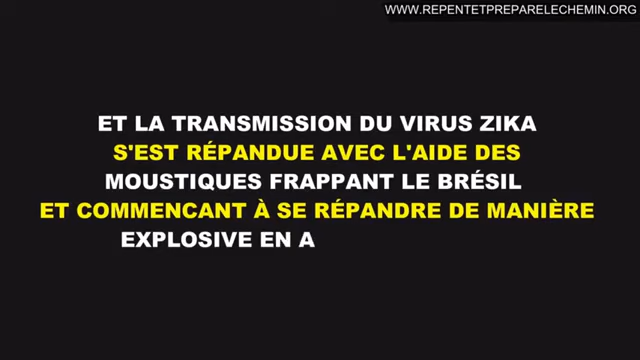 WWW.REPENTETPREPARELECHEMIN.ORG
ET LA TRANSMISSION DU VIRUS ZIKA
S'EST RÉPANDUE AVEC L'AIDE DES
MOUSTIQUES FRAPPANT LE BRÉSIL
ET COMMENCANT À SE RÉPANDRE DE MANIÈRE
EXPLOSIVE EN A